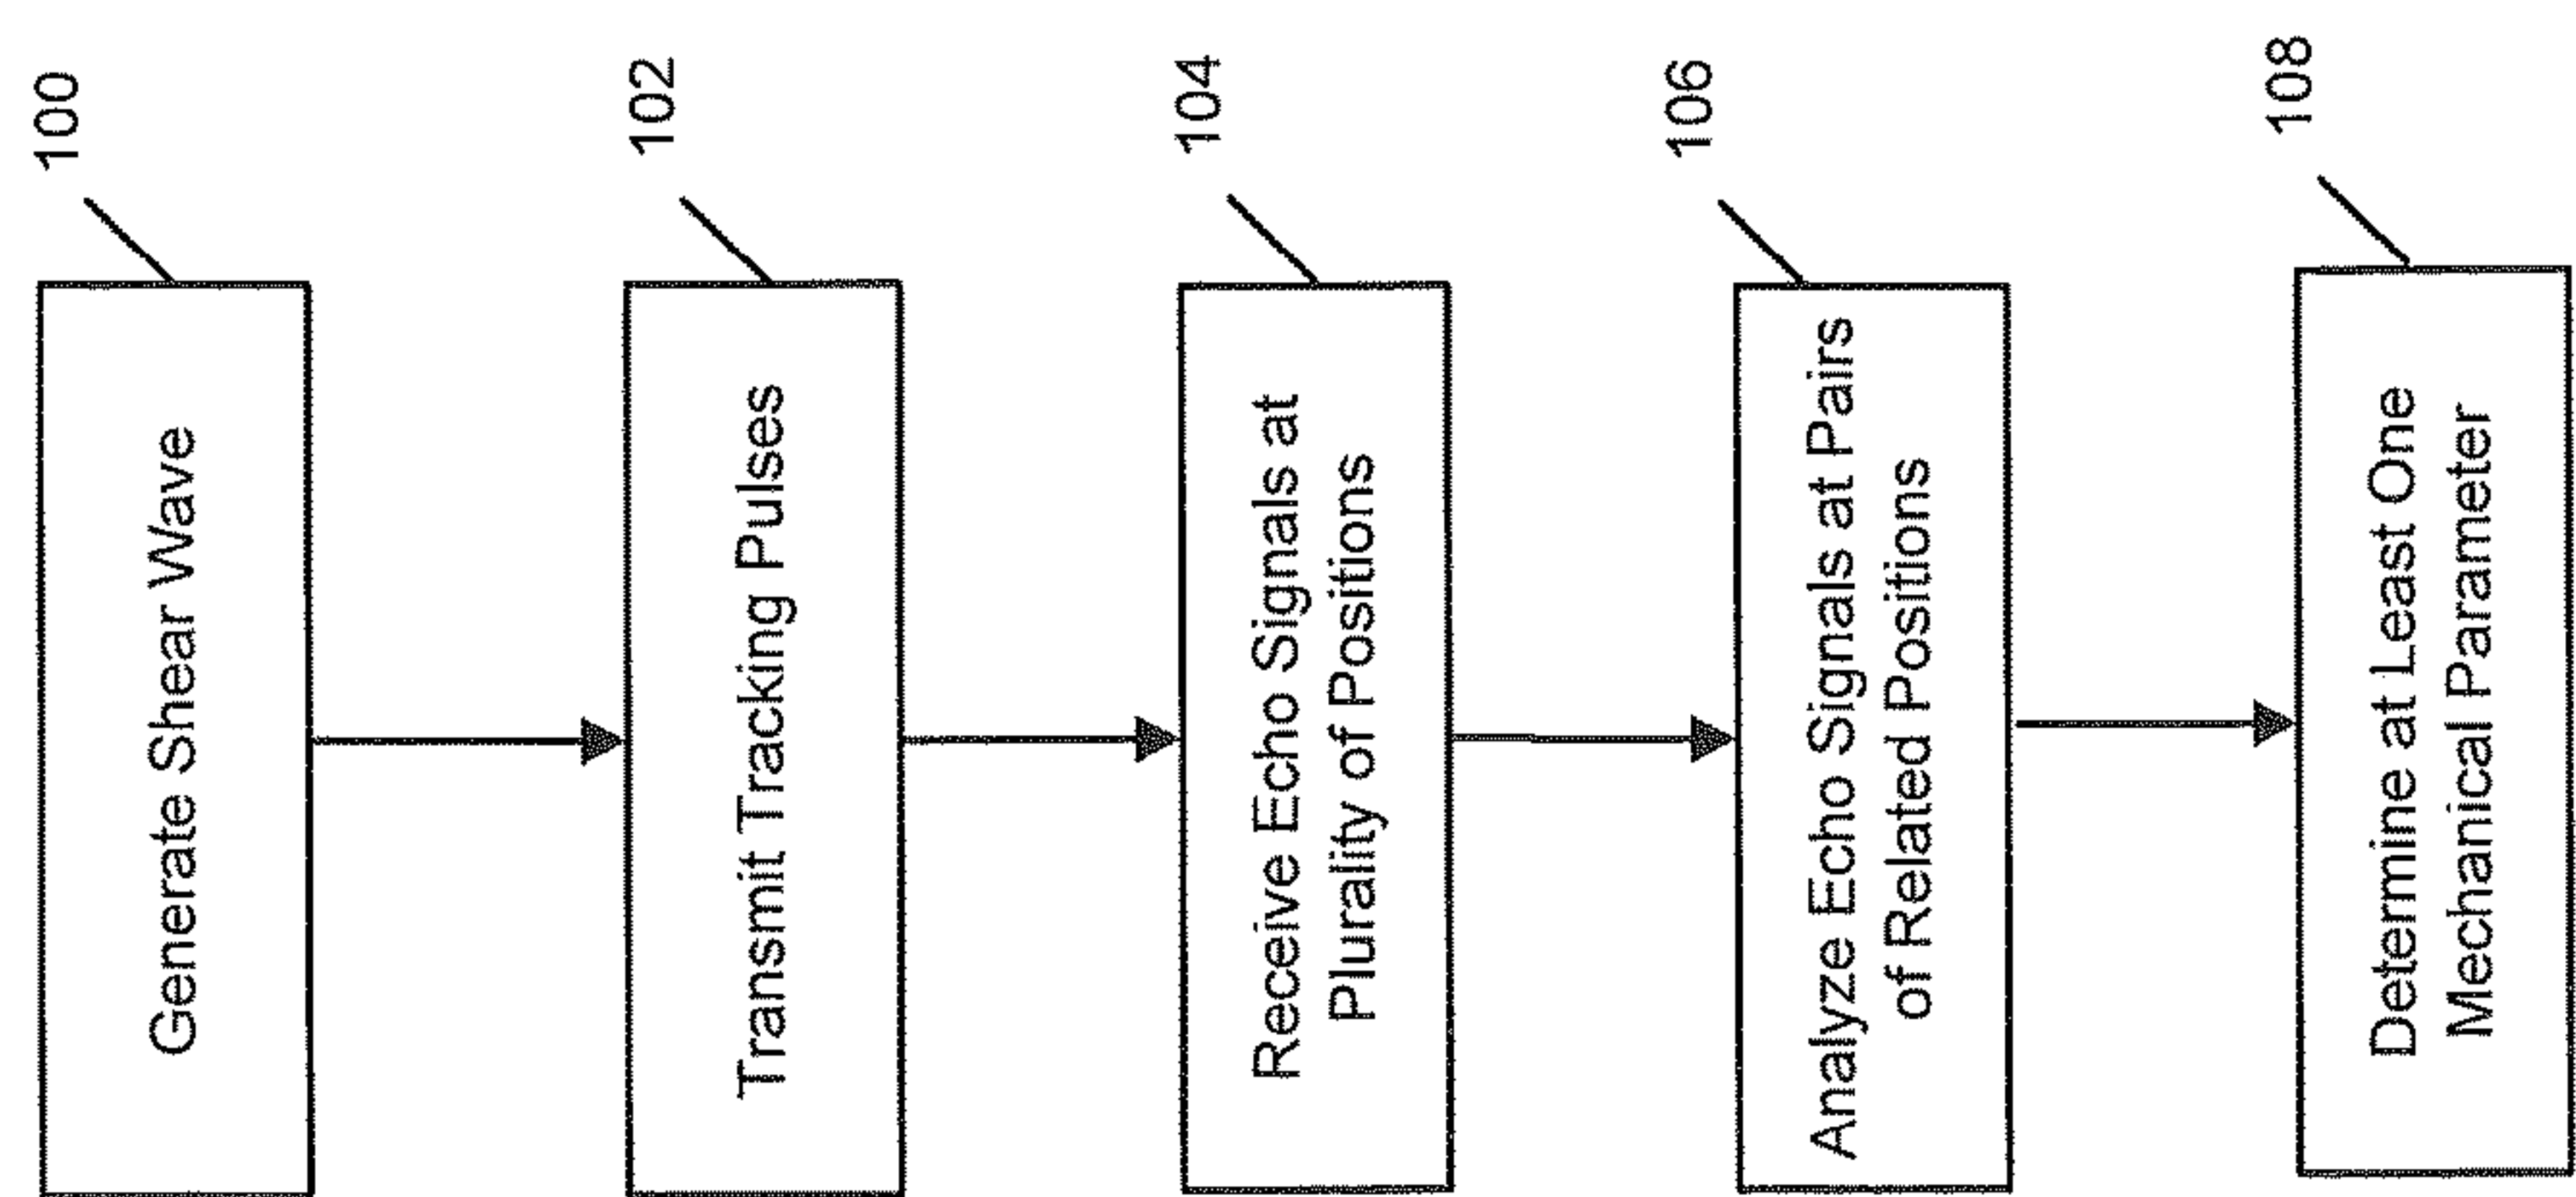 100
Generate Shear Wave
102
Transmit Tracking Pulses
104
Receive Echo Signals at
Plurality of Positions
106
Analyze Echo Signals at Pairs
of Related Positions
108
Determine at Least One
Mechanical Parameter